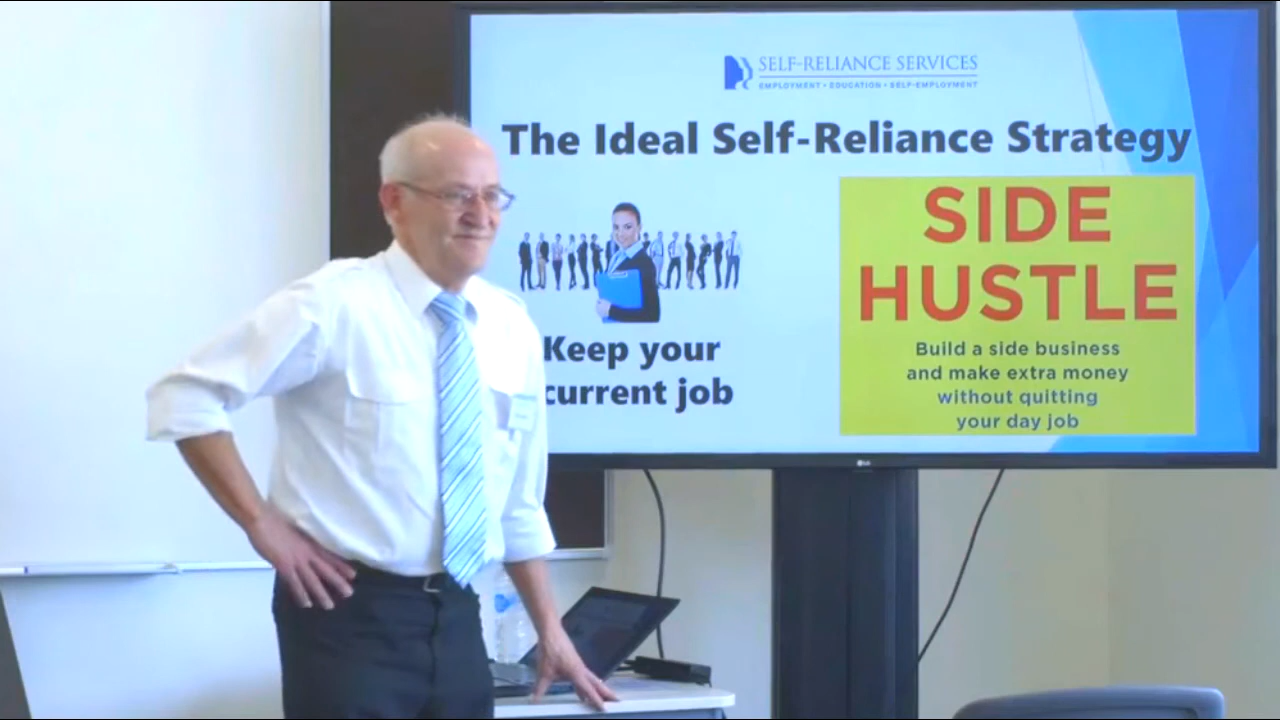 SELF-RELIANCE SERVICES
EMPLOYMENT • EDUCATION • SELF-EMPLOYMENT
The Ideal Self-Reliance Strategy
Keep your
current job
SIDE
HUSTLE
Build a side business
and make extra money
without quitting
your day job
LG